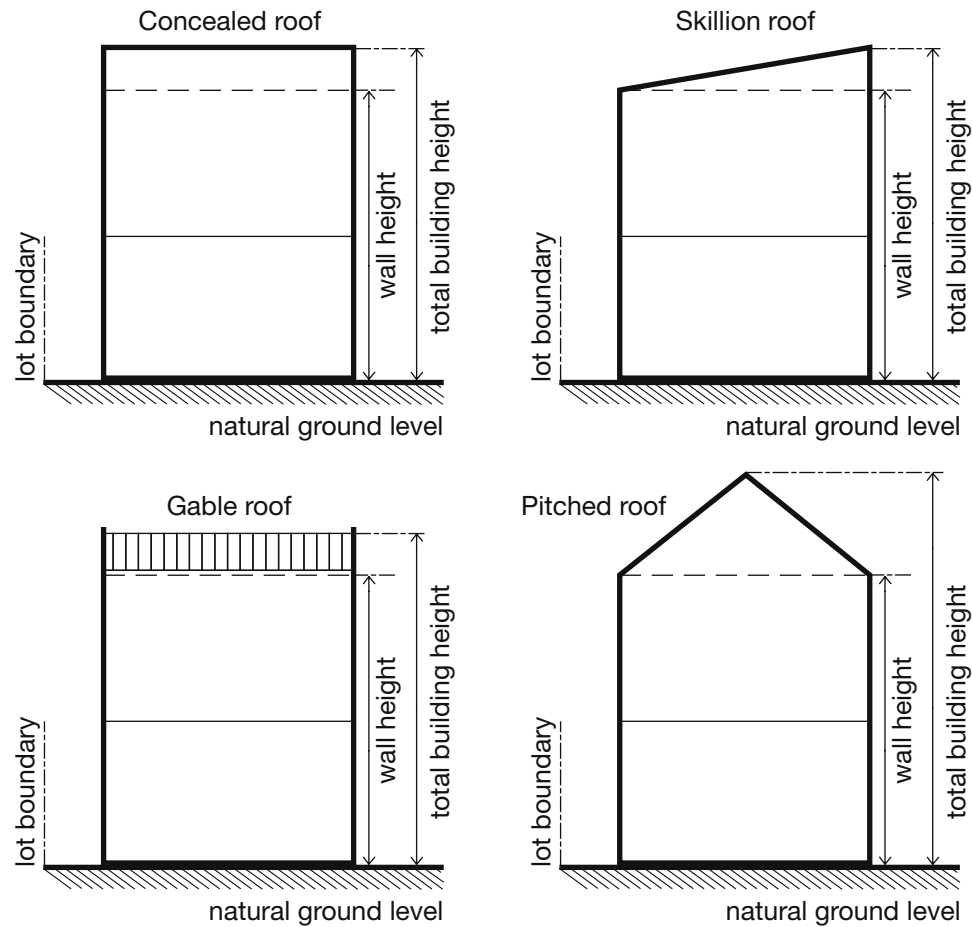 Concealed roof
lot boundary
wall height
total building height
natural ground level
Skillion roof
lot boundary
wall height
total building height
natural ground level
Gable roof
lot boundary
wall height
total building height
natural ground level
Pitched roof
lot boundary
wall height
total building height
natural ground level